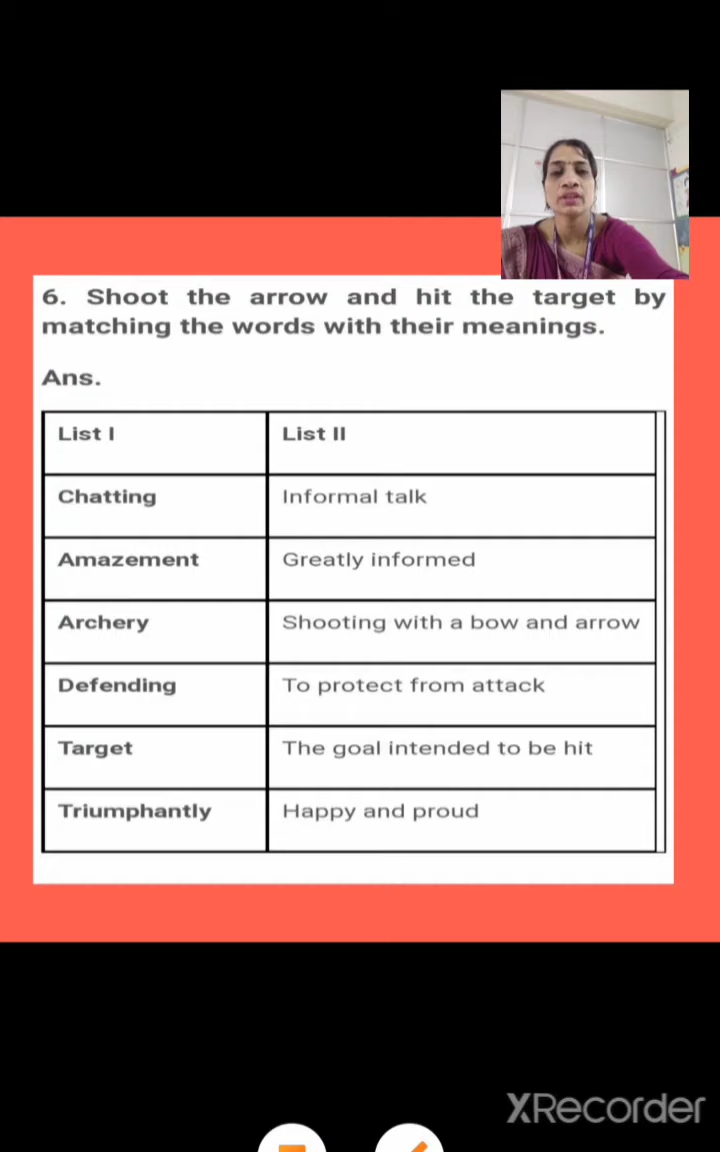 6. Shoot the arrow and hit the target by
matching the words with their meanings.
Ans.
List I List II
Chatting Informal talk
Amazement Greatly informed
Archery Shooting with a bow and arrow
Defending To protect from attack
Target The goal intended to be hit
Triumphantly Happy and proud
XRecorder